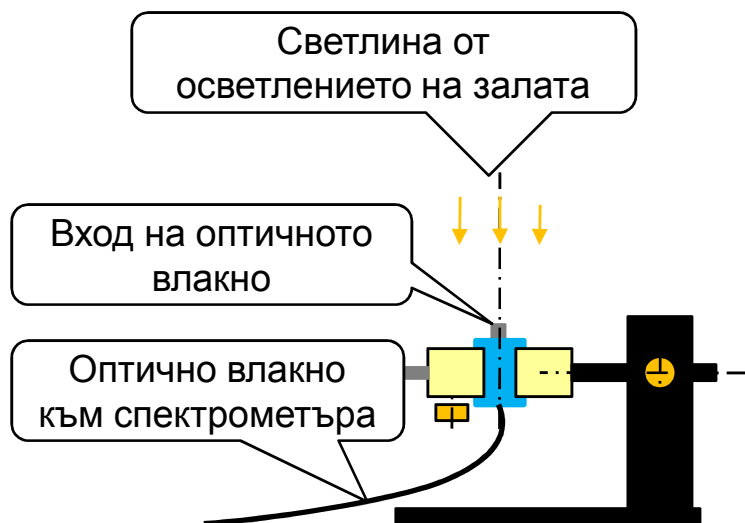 Светлина от
осветлението на залата
Вход на оптичното
влакно
Оптично влакно
към спектрометъра